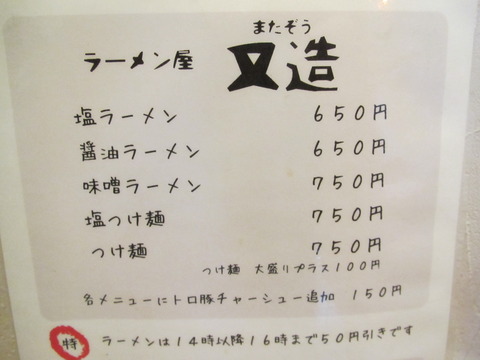 またぞう
ラーメン屋 又造
塩ラーメン 650円
醤油ラーメン 650円
味噌ラーメン 750円
塩つけ麺 750円
つけ麺 750円
つけ麺 大盛リプラス100円
各メニューにトロ豚チャーシュー追加 150円
特 ラーメンは14時以降16時まで50円引きです